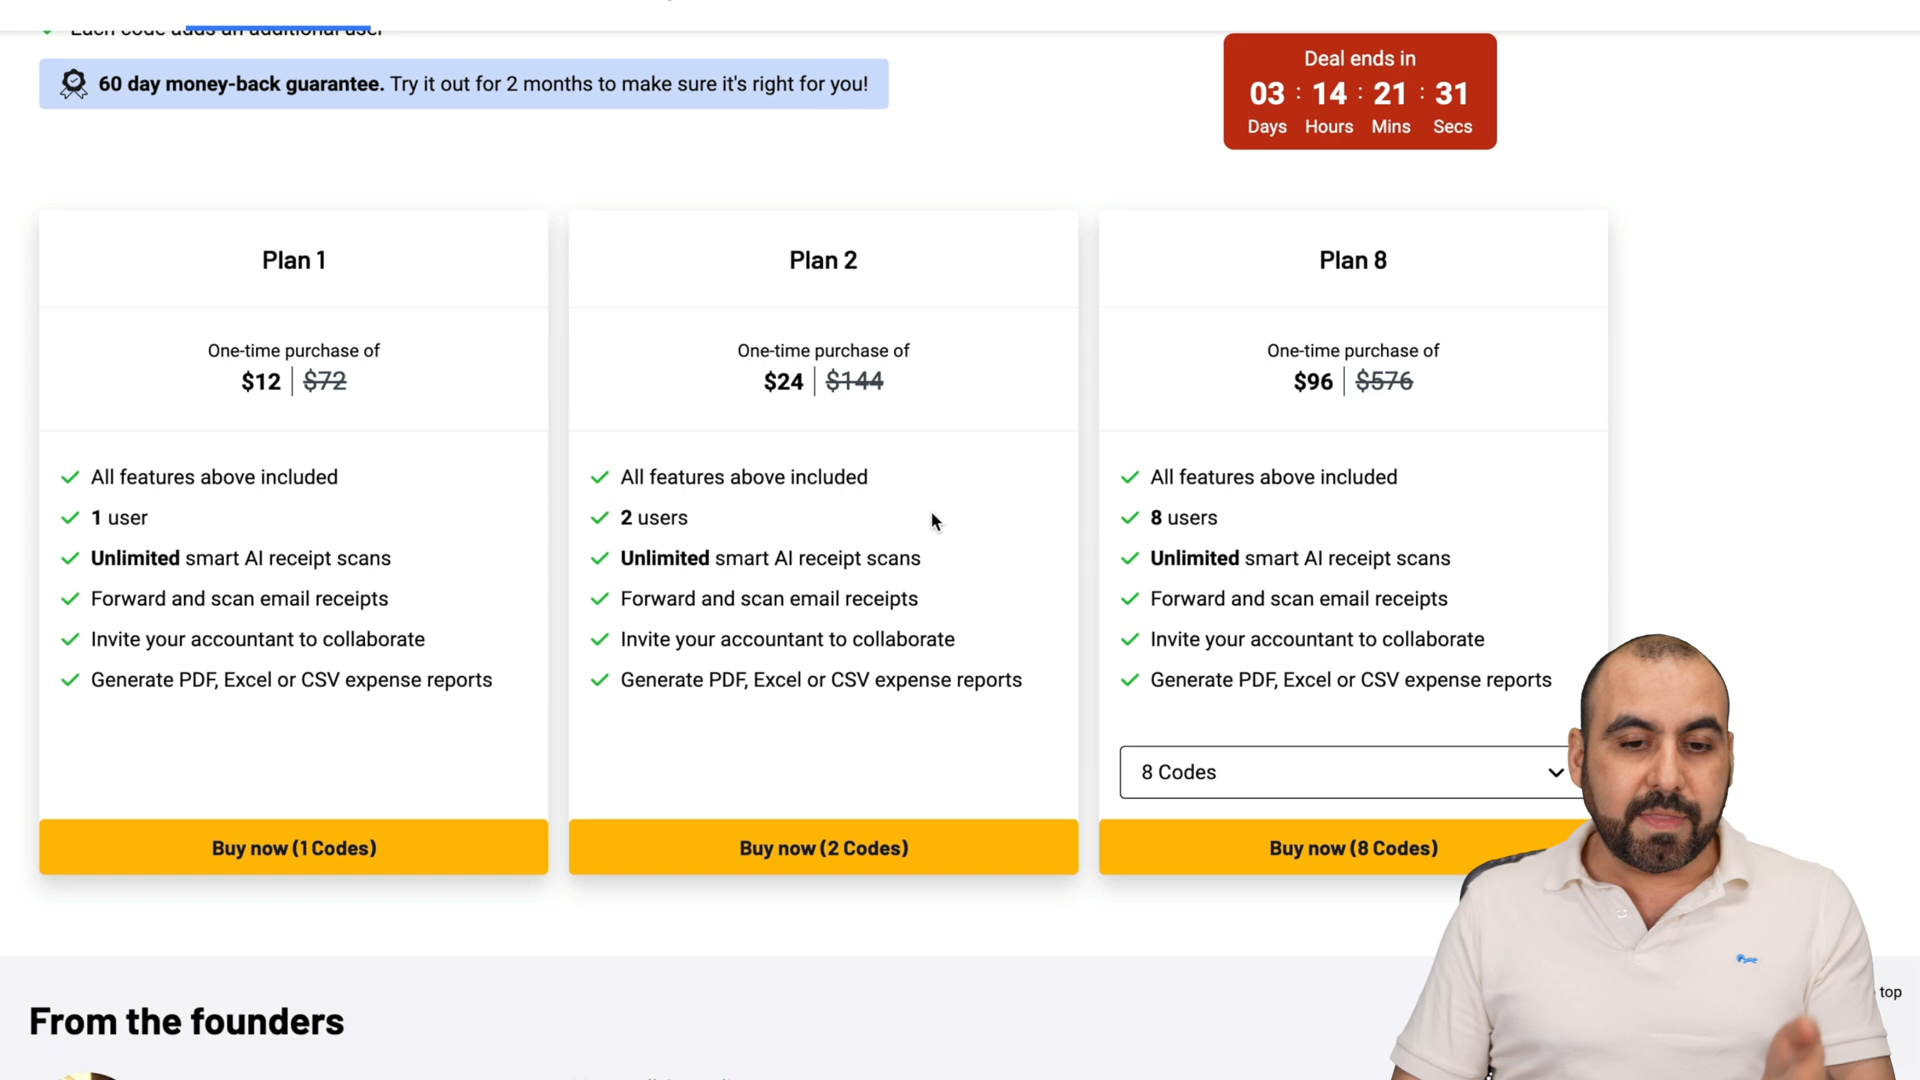 Each code adds an additional user
60 day money-back guarantee. Try it out for 2 months to make sure it's right for you!
Deal ends in
03 : 14 : 21 : 31
Days Hours Mins Secs
Plan 1
One-time purchase of
$12 | $72
All features above included
1 user
Unlimited smart AI receipt scans
Forward and scan email receipts
Invite your accountant to collaborate
Generate PDF, Excel or CSV expense reports
Buy now (1 Codes)
Plan 2
One-time purchase of
$24 | $144
All features above included
2 users
Unlimited smart AI receipt scans
Forward and scan email receipts
Invite your accountant to collaborate
Generate PDF, Excel or CSV expense reports
Buy now (2 Codes)
Plan 8
One-time purchase of
$96 | $576
All features above included
8 users
Unlimited smart AI receipt scans
Forward and scan email receipts
Invite your accountant to collaborate
Generate PDF, Excel or CSV expense reports
8 Codes
Buy now (8 Codes)
top
From the founders